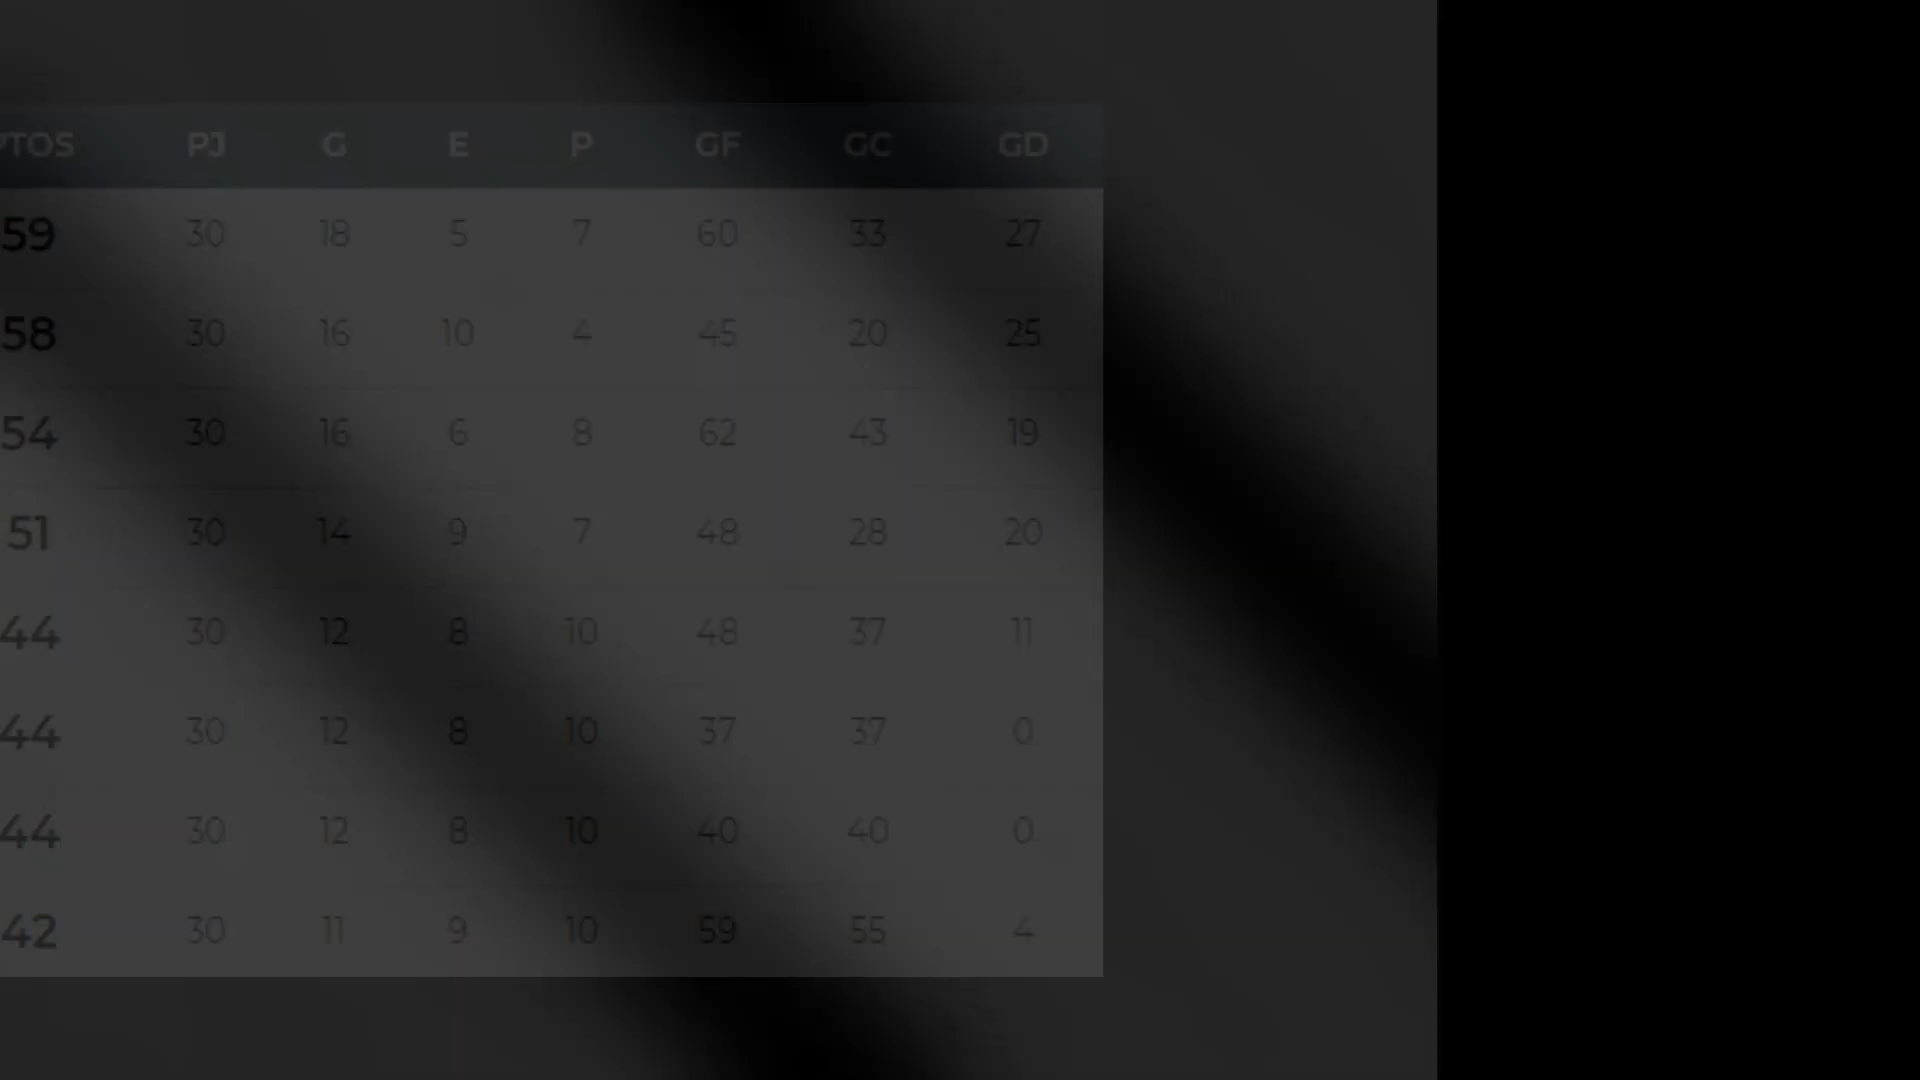 PTOS PJ G E P GF GC GD
59 30 18 5 7 60 33 27
58 30 16 10 4 45 20 25
54 30 16 6 8 62 43 19
51 30 14 9 7 48 28 20
44 30 12 8 10 48 37 11
44 30 12 8 10 37 37 0
44 30 12 8 10 40 40 0
42 30 11 9 10 59 55 4